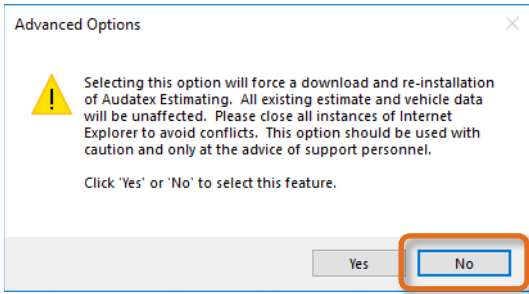 Advanced Options
Selecting this option will force a download and re-installation
of Audatex Estimating. All existing estimate and vehicle data
will be unaffected. Please close all instances of Internet
Explorer to avoid conflicts. This option should be used with
caution and only at the advice of support personnel.
Click 'Yes' or 'No' to select this feature.
Yes
No